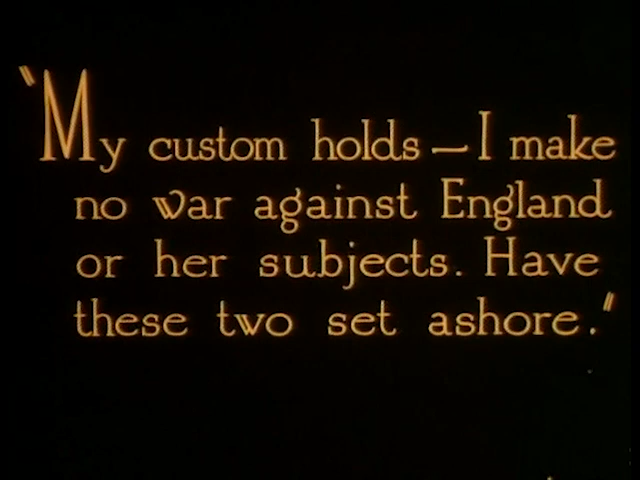 "My custom holds — I make
no war against England
or her subjects. Have
these two set ashore."